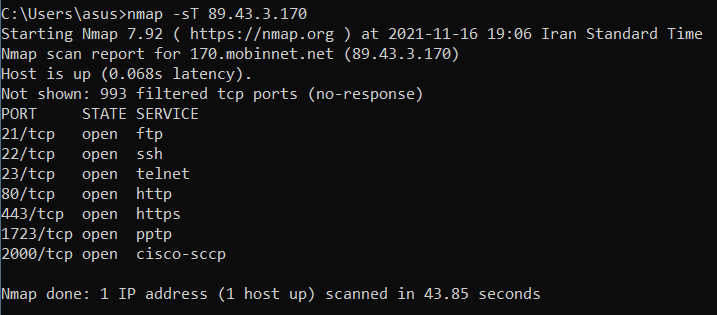 C:\Users\asus>nmap -sT 89.43.3.170
Starting Nmap 7.92 ( https://nmap.org ) at 2021-11-16 19:06 Iran Standard Time
Nmap scan report for 170.mobinnet.net (89.43.3.170)
Host is up (0.068s latency).
Not shown: 993 filtered tcp ports (no-response)
PORT     STATE SERVICE
21/tcp   open  ftp
22/tcp   open  ssh
23/tcp   open  telnet
80/tcp   open  http
443/tcp  open  https
1723/tcp open  pptp
2000/tcp open  cisco-sccp
Nmap done: 1 IP address (1 host up) scanned in 43.85 seconds